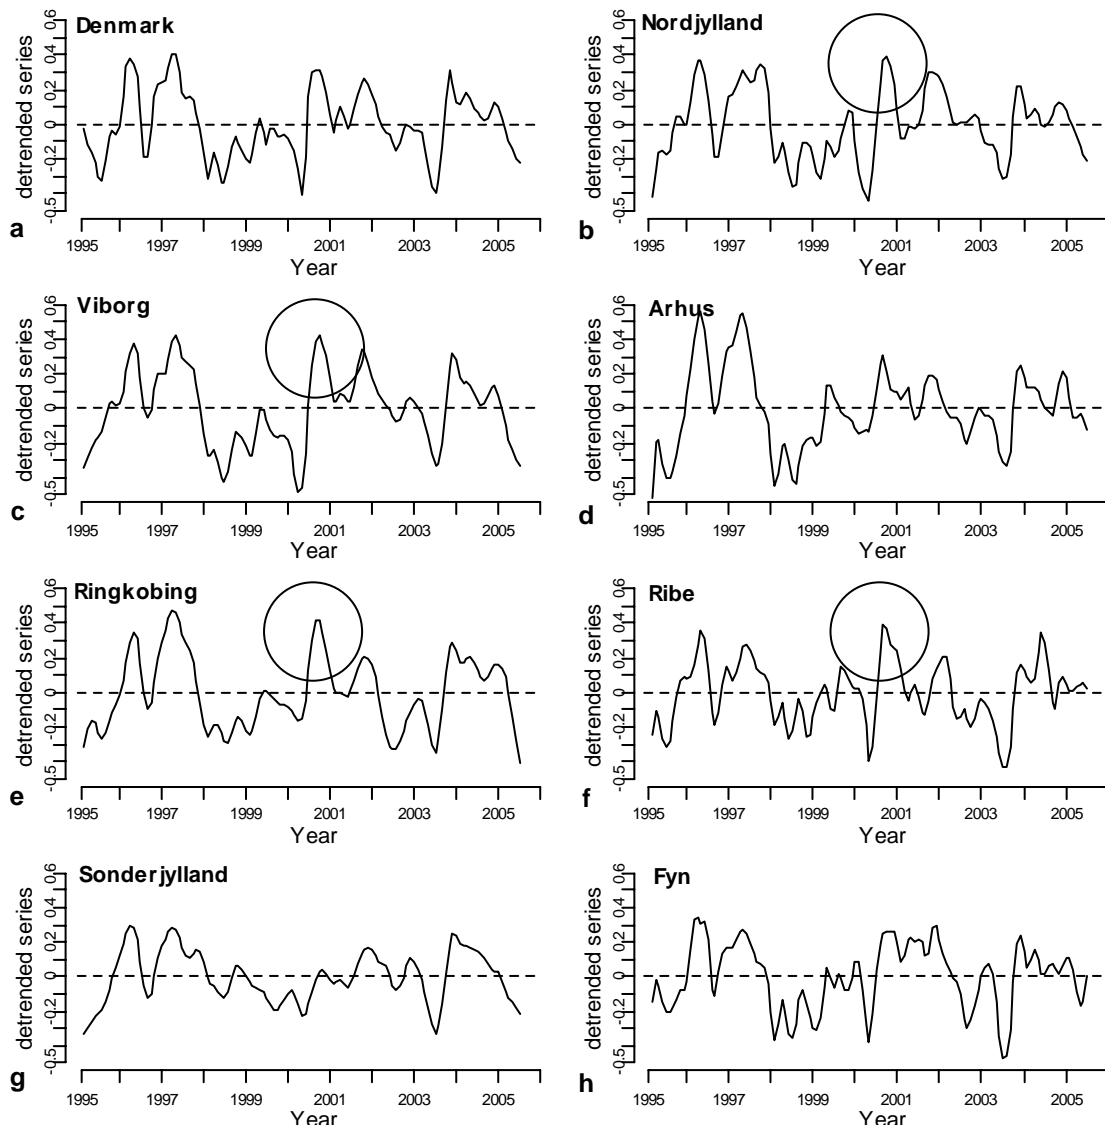 Denmark
detrended series
-0.5 -0.2 0 0.2 0.4 0.6
1995 1997 1999 2001 2003 2005
Year
a
Nordjylland
detrended series
-0.5 -0.2 0 0.2 0.4 0.6
1995 1997 1999 2001 2003 2005
Year
b
Viborg
detrended series
-0.5 -0.2 0 0.2 0.4 0.6
1995 1997 1999 2001 2003 2005
Year
c
Arhus
detrended series
-0.5 -0.2 0 0.2 0.4 0.6
1995 1997 1999 2001 2003 2005
Year
d
Ringkobing
detrended series
-0.5 -0.2 0 0.2 0.4 0.6
1995 1997 1999 2001 2003 2005
Year
e
Ribe
detrended series
-0.5 -0.2 0 0.2 0.4 0.6
1995 1997 1999 2001 2003 2005
Year
f
Sonderjylland
detrended series
-0.5 -0.2 0 0.2 0.4 0.6
1995 1997 1999 2001 2003 2005
Year
g
Fyn
detrended series
-0.5 -0.2 0 0.2 0.4 0.6
1995 1997 1999 2001 2003 2005
Year
h